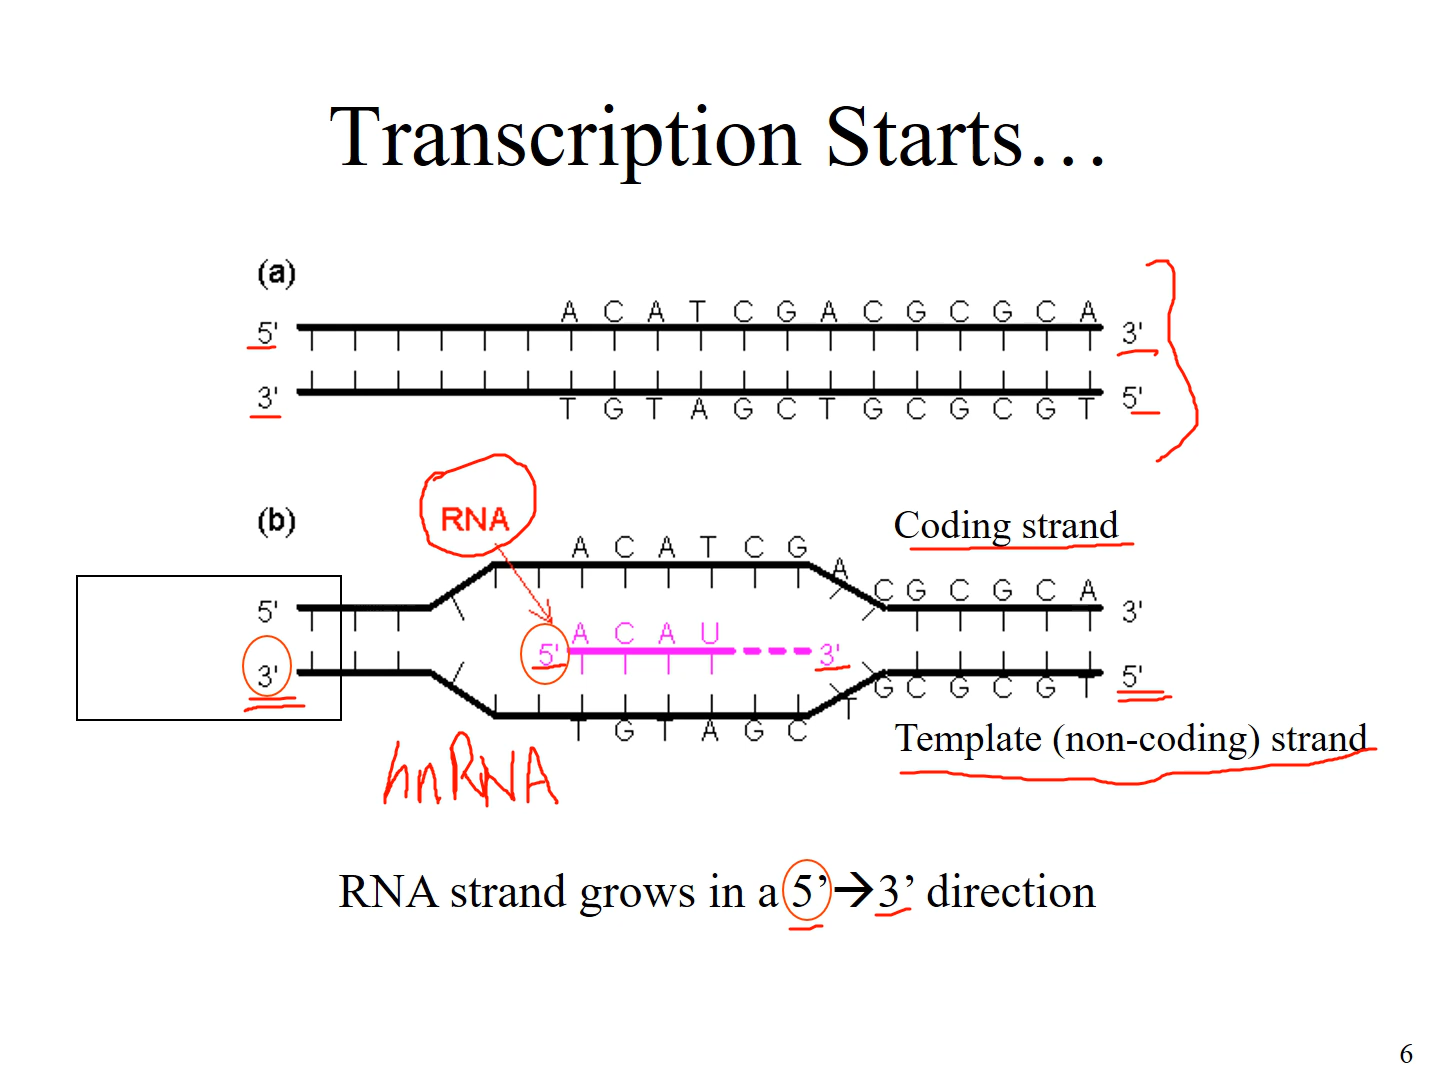 Transcription Starts…
(a)
A C A T C G A C G C G C A
5' 3'
3' 5'
T G T A G C T G C G C G T
(b) RNA Coding strand
A C A T C G A C G C G C A
5' 3'
A C A U
5' 3'
3' 5'
T G T A G C T G C G C G T
Template (non-coding) strand
hnRNA
RNA strand grows in a 5’→3’ direction
6